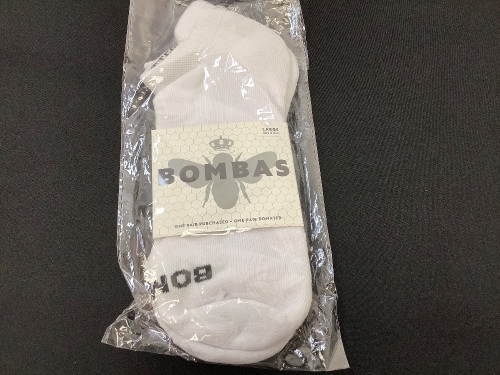 LARGE
BOMBAS
ONE PAIR PURCHASED • ONE PAIR DONATED
BOM